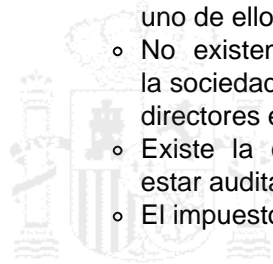 uno de ello
No existen
la sociedad
directores e
Existe la
estar audita
El impuesto